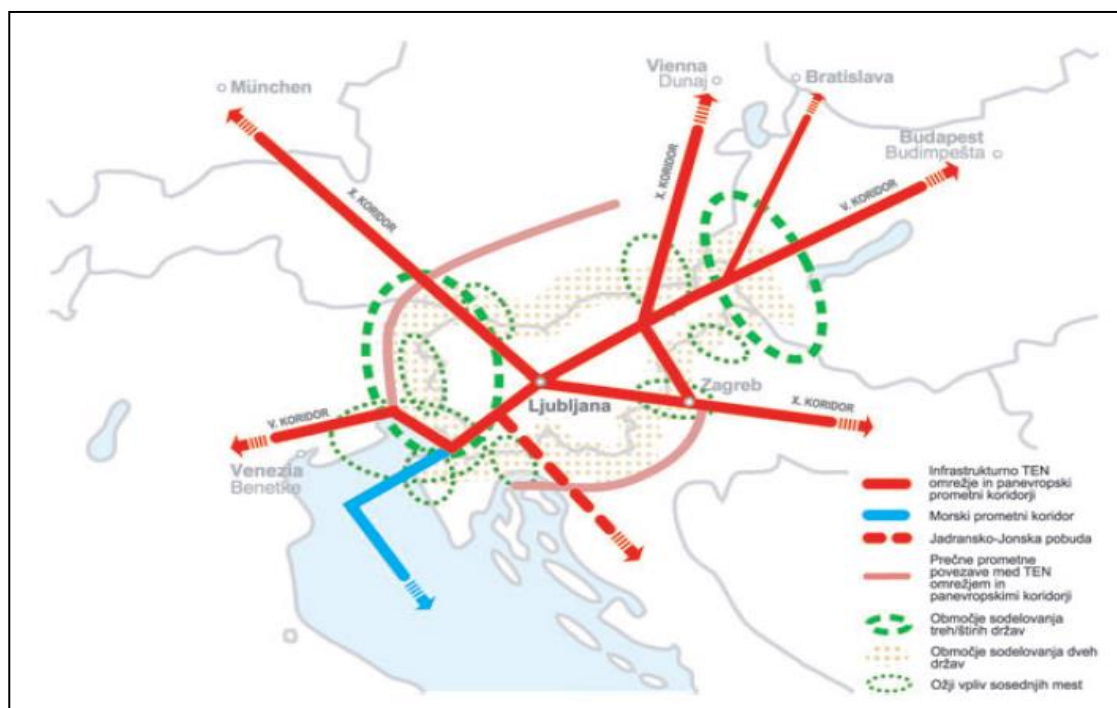 München
Vienna
Dunaj
Bratislava
Budapest
Budimpešta
X. KORIDOR
X. KORIDOR
V. KORIDOR
Ljubljana
Zagreb
X. KORIDOR
V. KORIDOR
Venezia
Benetke
Infrastrukturno TEN
omrežje in panevropski
prometni koridorji
Morski prometni koridor
Jadransko-Jonska pobuda
Prečne prometne
povezave med TEN
omrežjem in
panevropskimi koridorji
Območje sodelovanja
treh/štirih držav
Območje sodelovanja dveh
držav
Ožji vpliv sosednjih mest